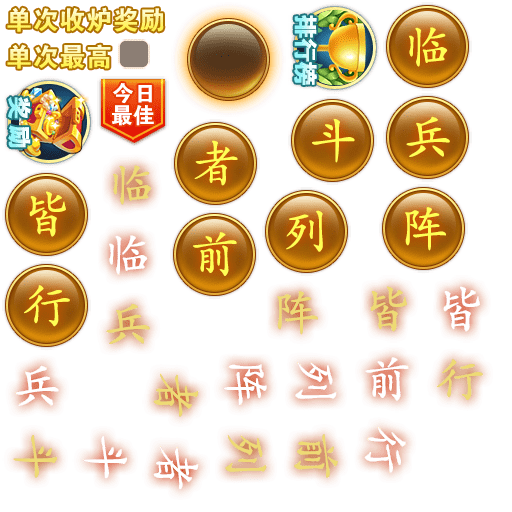 单次收炉奖励
单次最高
排行榜
临
奖励
今日
最佳
者
斗
兵
皆
临
前
列
阵
临
行
兵
阵
皆
皆
兵
者
阵
列
前
行
斗
斗
者
列
前
行